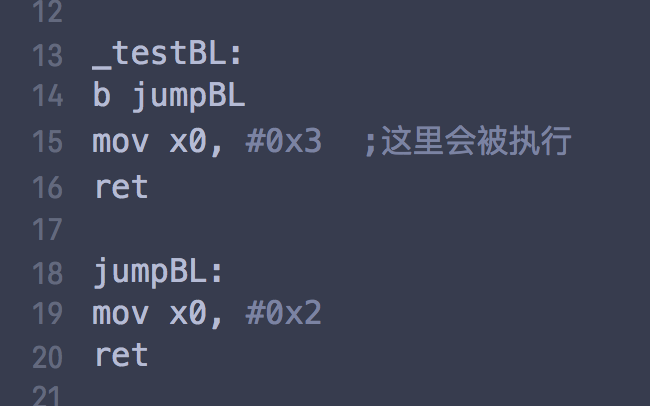 12
13 _testBL:
14 b jumpBL
15 mov x0, #0x3  ;这里会被执行
16 ret
17
18 jumpBL:
19 mov x0, #0x2
20 ret
21